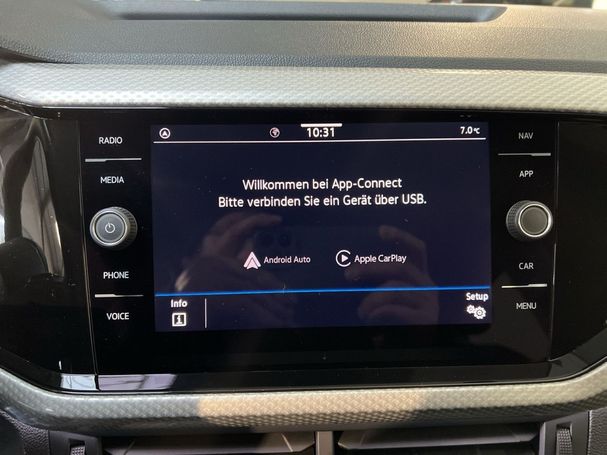 RADIO
MEDIA
PHONE
VOICE
10:31
7.0 °C
Willkommen bei App-Connect
Bitte verbinden Sie ein Gerät über USB.
Android Auto
Apple CarPlay
Info
Setup
NAV
APP
CAR
MENU